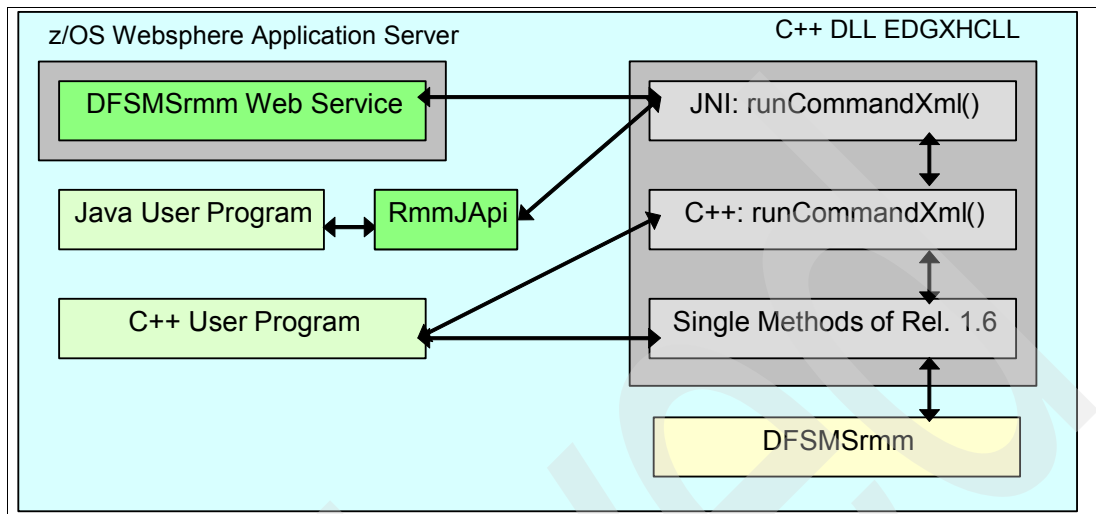 z/OS Websphere Application Server
C++ DLL EDGXHCLL
DFSMSrmm Web Service
JNI: runCommandXml()
Java User Program
RmmJApi
C++: runCommandXml()
C++ User Program
Single Methods of Rel. 1.6
DFSMSrmm